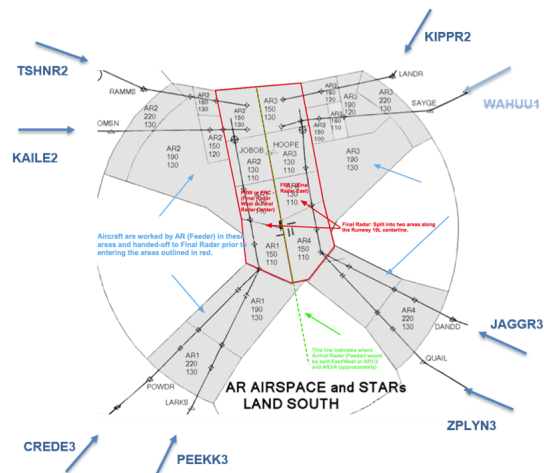 KIPPR2
TSHNR2
RAMMS
LANDR
SAYGE
WAHUU1
OMSN
KAILE2
AR2
220
130
AR2
190
130
AR3
150
110
AR3
190
120
AR3
220
130
AR2
190
130
JOBOB
HOOPE
AR2
130
110
AR3
130
110
AR3
190
130
Final Radar: Split into two areas along
the Runway 16L centerline.
Aircraft are worked by AR (Feeder) in these
areas and handed-off to Final Radar prior to
entering the areas outlined in red.
AR1
150
110
AR4
150
110
AR1
190
130
AR4
220
130
DANDD
JAGGR3
QUAIL
This line indicates where
Arrival Radar (Feeder) would
be split East/West or AR1/2
and AR3/4 (approximately)
AR1
220
130
POWDR
LARKS
AR AIRSPACE and STARs
LAND SOUTH
ZPLYN3
CREDE3
PEEKK3